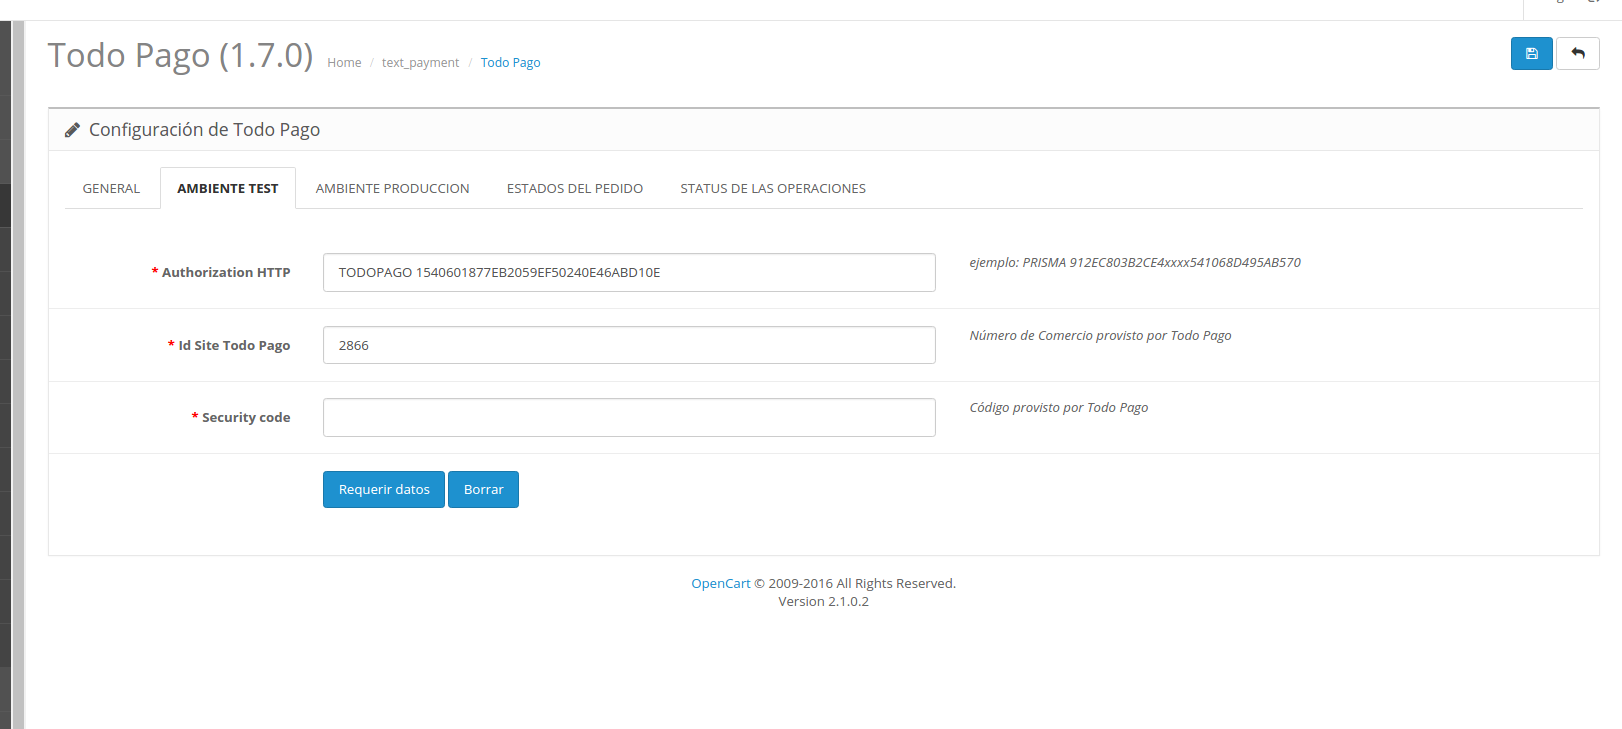 Todo Pago (1.7.0) Home / text_payment / Todo Pago
Configuración de Todo Pago
GENERAL AMBIENTE TEST AMBIENTE PRODUCCION ESTADOS DEL PEDIDO STATUS DE LAS OPERACIONES
* Authorization HTTP TODOPAGO 1540601877EB2059EF50240E46ABD10E ejemplo: PRISMA 912EC803B2CE4xxxx541068D495AB570
* Id Site Todo Pago 2866 Número de Comercio provisto por Todo Pago
* Security code Código provisto por Todo Pago
Requerir datos Borrar
OpenCart © 2009-2016 All Rights Reserved.
Version 2.1.0.2